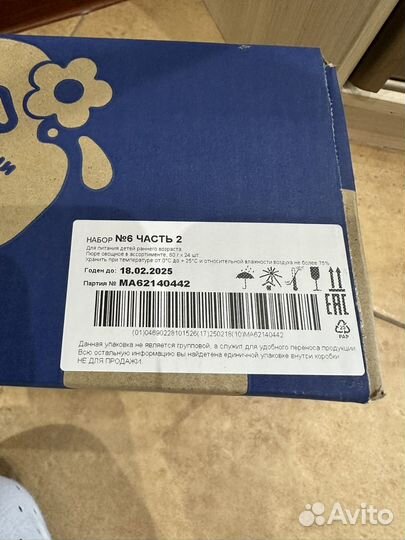 НАБОР №6 ЧАСТЬ 2
Для питания детей раннего возраста.
Пюре овощное в ассортименте, 80 г х 24 шт.
Хранить при температуре от 0°С до + 25°С и относительной влажности воздуха не более 75%
Годен до: 18.02.2025
Партия № MA62140442
EAC
PAP
(01)04690228101526(17)250218(10)MA62140442
Данная упаковка не является групповой, а служит для удобного переноса продукции.
Всю остальную информацию вы найдете на единичной упаковке внутри коробки
НЕ ДЛЯ ПРОДАЖИ.
Avito